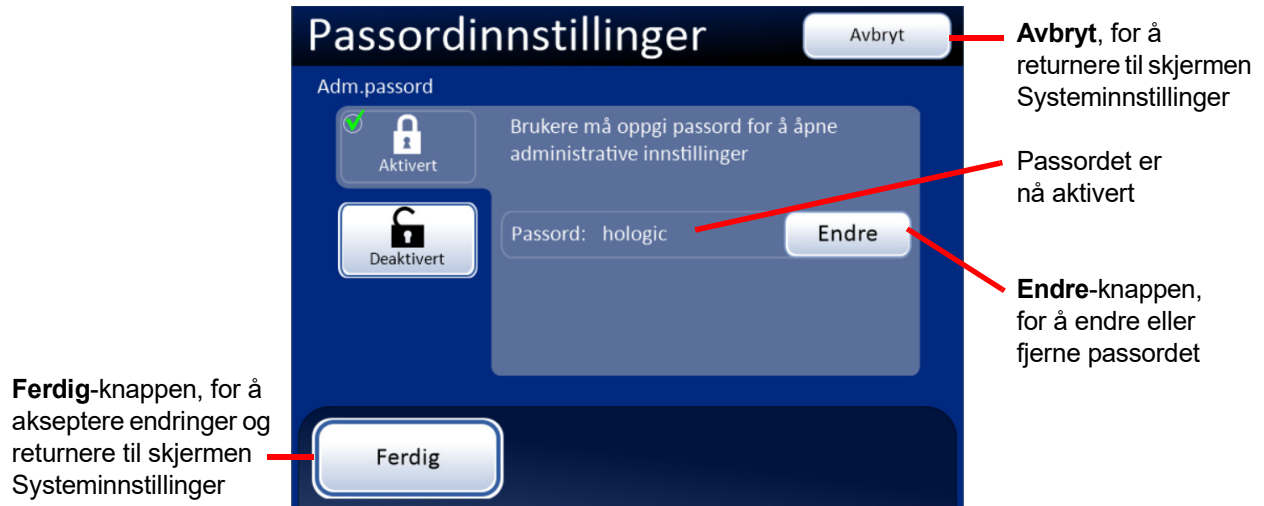 Passordinnstillinger
Avbryt
Adm.passord
Aktivert
Brukere må oppgi passord for å åpne
administrative innstillinger
Deaktivert
Passord: hologic
Endre
Ferdig
Avbryt, for å
returnere til skjermen
Systeminnstillinger
Passordet er
nå aktivert
Endre-knappen,
for å endre eller
fjerne passordet
Ferdig-knappen, for å
akseptere endringer og
returnere til skjermen
Systeminnstillinger